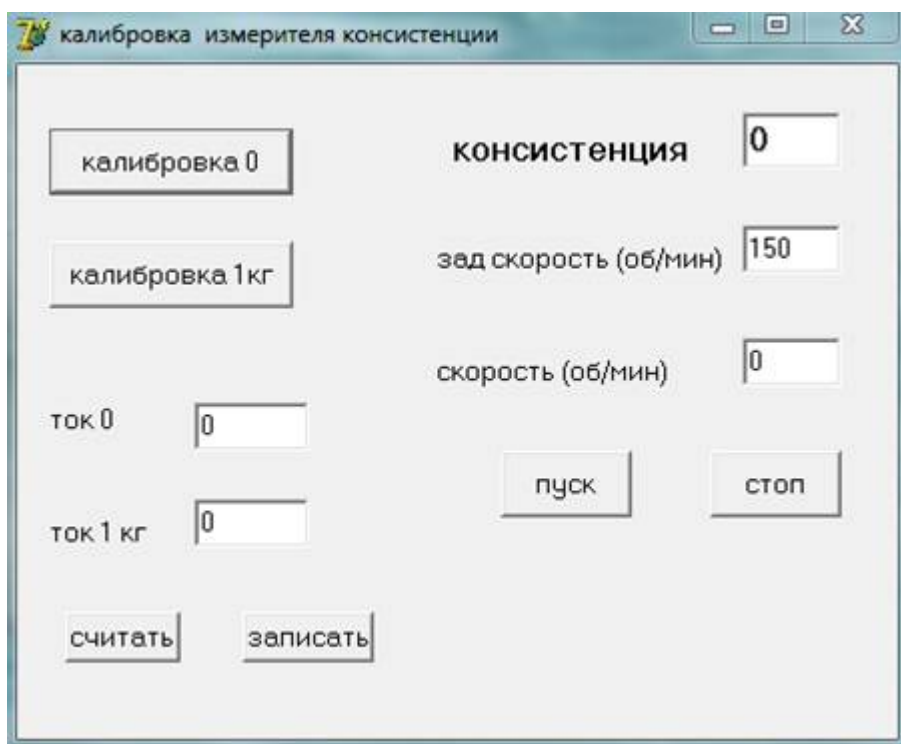 калибровка измерителя консистенции
калибровка 0
калибровка 1кг
ток 0
0
ток 1 кг
0
считать
записать
консистенция
0
зад скорость (об/мин)
150
скорость (об/мин)
0
пуск
стоп